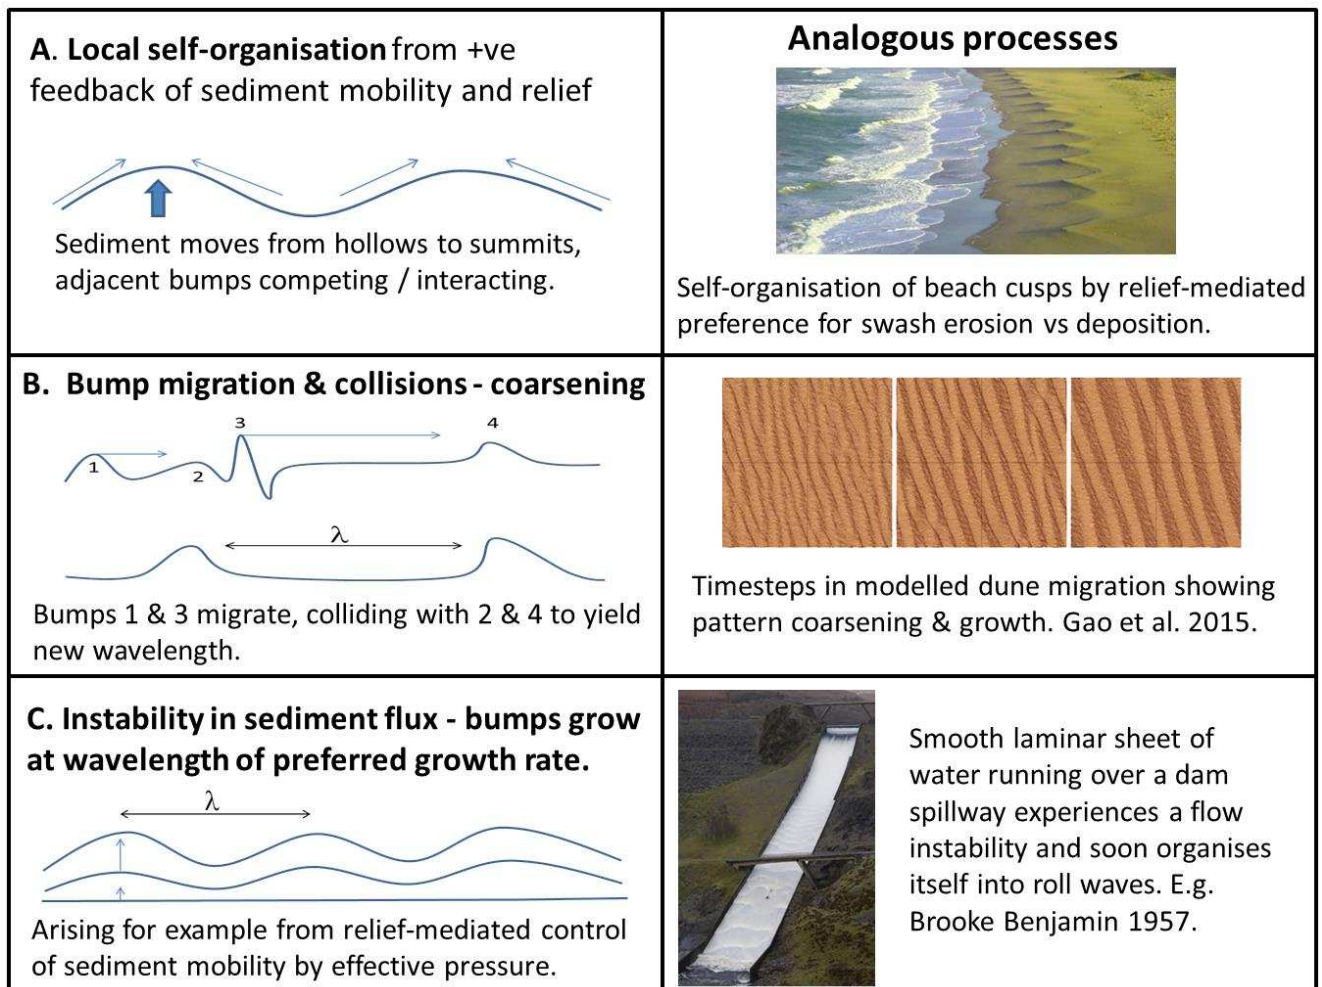 A. Local self-organisation from +ve
feedback of sediment mobility and relief
Sediment moves from hollows to summits,
adjacent bumps competing / interacting.
Analogous processes
Self-organisation of beach cusps by relief-mediated
preference for swash erosion vs deposition.
B. Bump migration & collisions - coarsening
1
2
3
4
λ
Bumps 1 & 3 migrate, colliding with 2 & 4 to yield
new wavelength.
Timesteps in modelled dune migration showing
pattern coarsening & growth. Gao et al. 2015.
C. Instability in sediment flux - bumps grow
at wavelength of preferred growth rate.
λ
Arising for example from relief-mediated control
of sediment mobility by effective pressure.
Smooth laminar sheet of
water running over a dam
spillway experiences a flow
instability and soon organises
itself into roll waves. E.g.
Brooke Benjamin 1957.